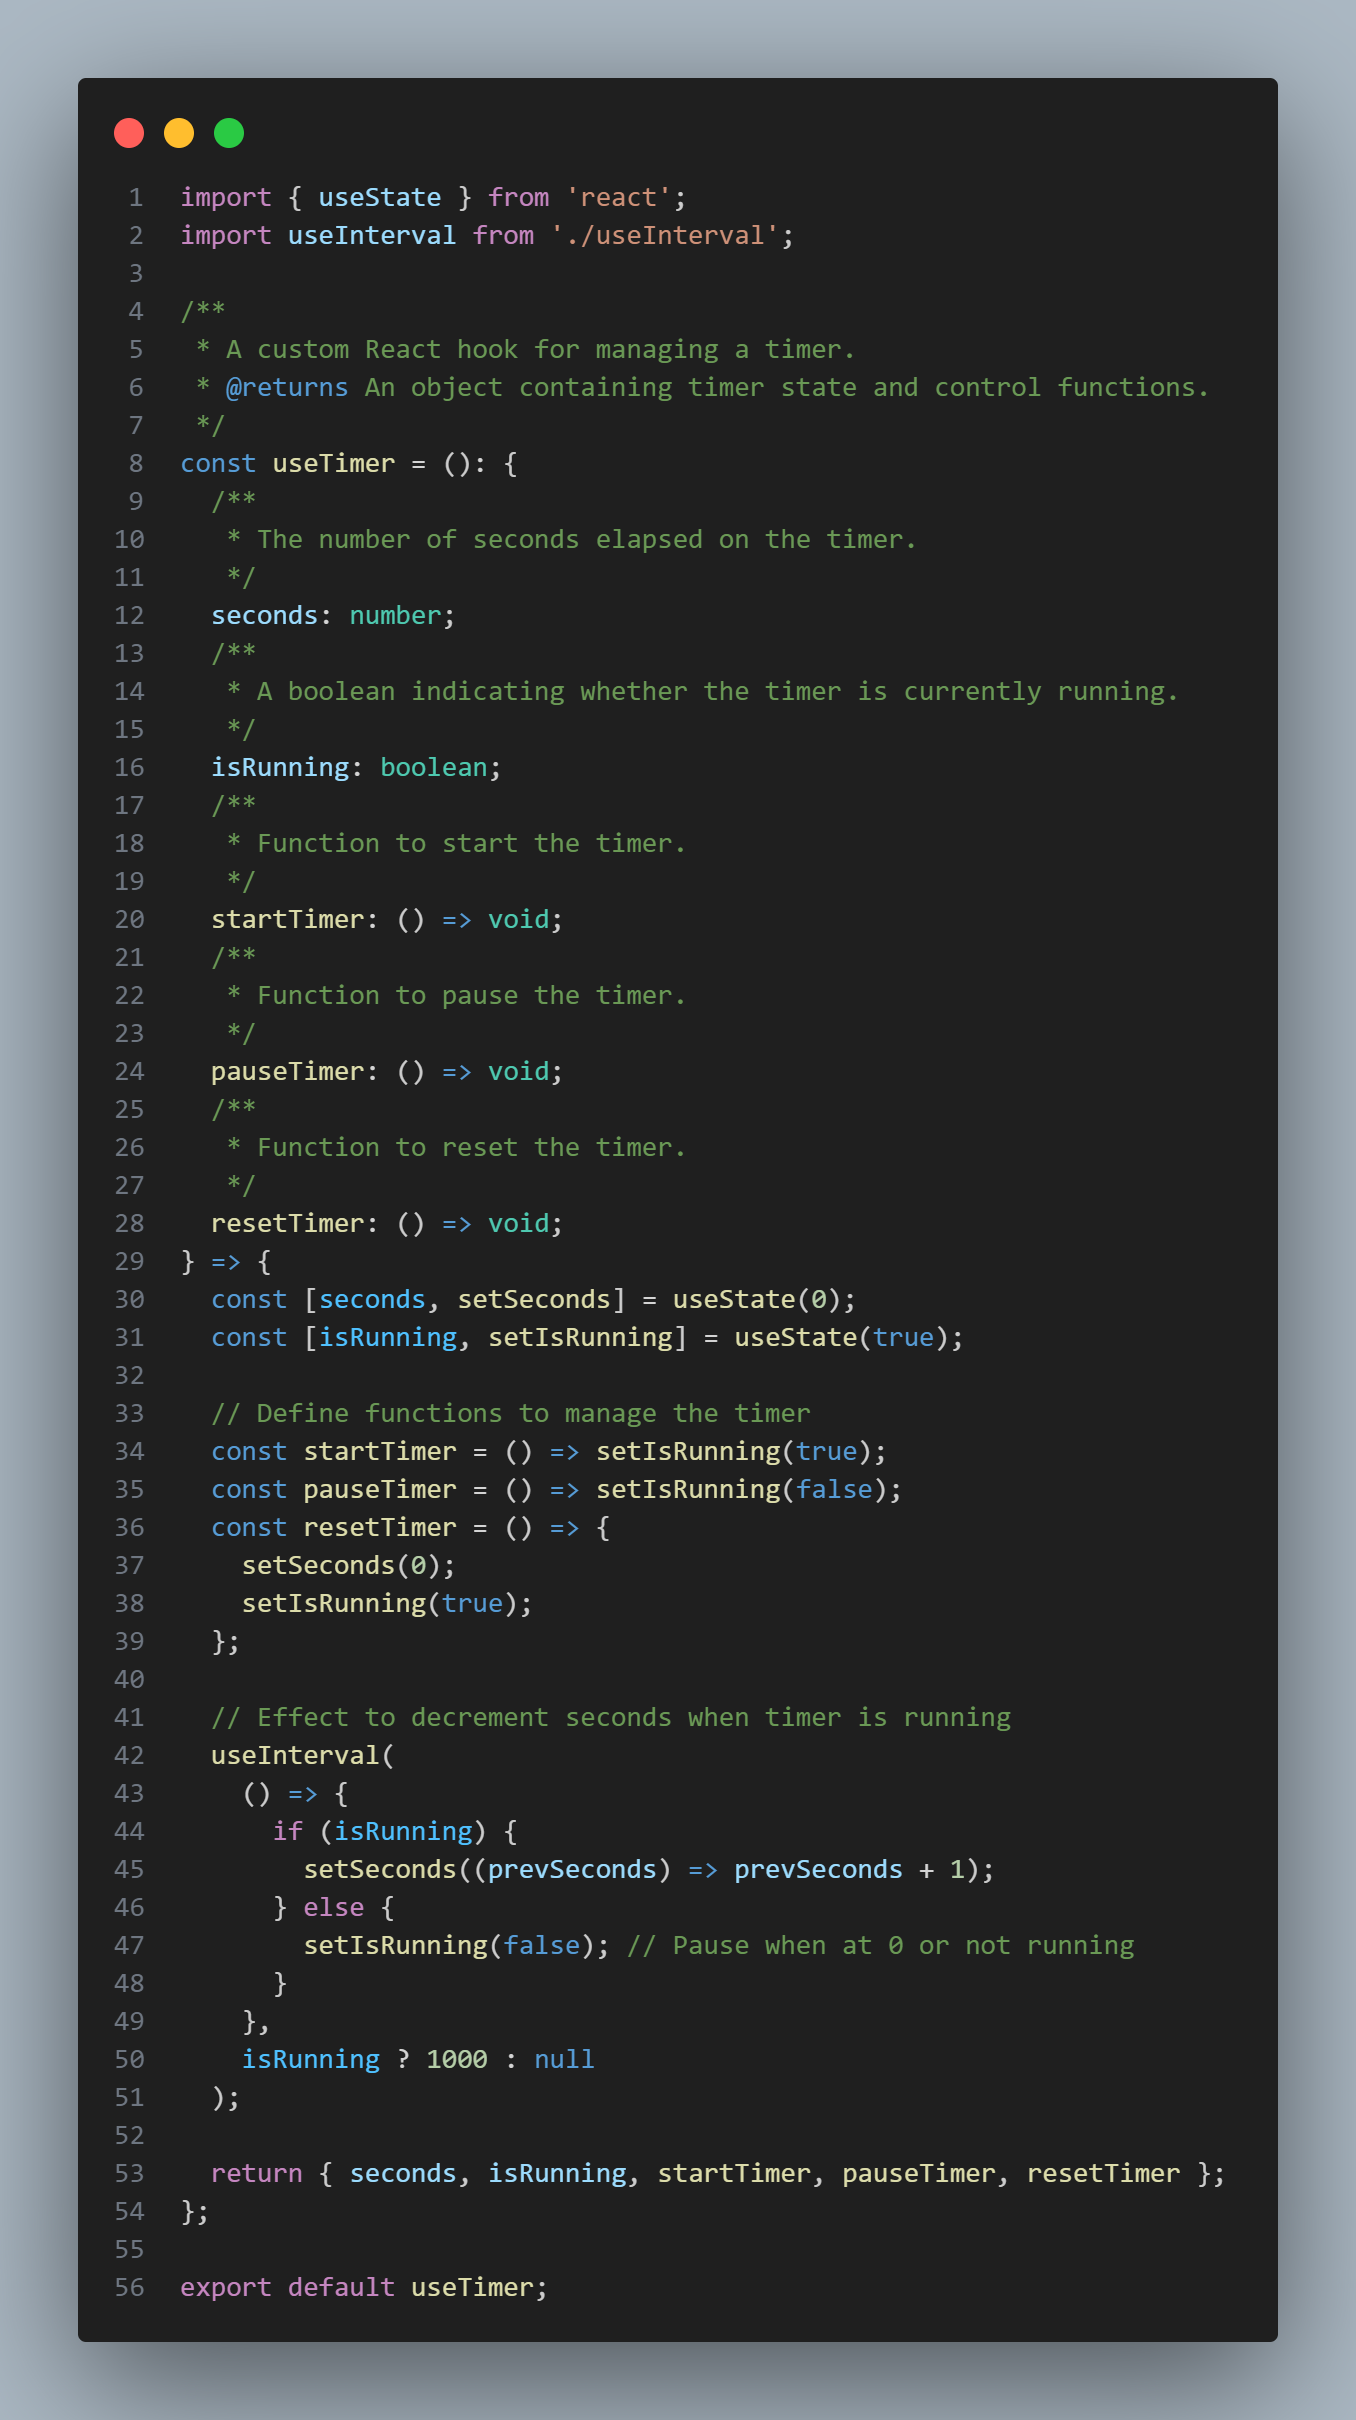 1 import { useState } from 'react';
2 import useInterval from './useInterval';
3
4 /**
5  * A custom React hook for managing a timer.
6  * @returns An object containing timer state and control functions.
7  */
8 const useTimer = (): {
9   /**
10    * The number of seconds elapsed on the timer.
11    */
12   seconds: number;
13   /**
14    * A boolean indicating whether the timer is currently running.
15    */
16   isRunning: boolean;
17   /**
18    * Function to start the timer.
19    */
20   startTimer: () => void;
21   /**
22    * Function to pause the timer.
23    */
24   pauseTimer: () => void;
25   /**
26    * Function to reset the timer.
27    */
28   resetTimer: () => void;
29 } => {
30   const [seconds, setSeconds] = useState(0);
31   const [isRunning, setIsRunning] = useState(true);
32
33   // Define functions to manage the timer
34   const startTimer = () => setIsRunning(true);
35   const pauseTimer = () => setIsRunning(false);
36   const resetTimer = () => {
37     setSeconds(0);
38     setIsRunning(true);
39   };
40
41   // Effect to decrement seconds when timer is running
42   useInterval(
43     () => {
44       if (isRunning) {
45         setSeconds((prevSeconds) => prevSeconds + 1);
46       } else {
47         setIsRunning(false); // Pause when at 0 or not running
48       }
49     },
50     isRunning ? 1000 : null
51   );
52
53   return { seconds, isRunning, startTimer, pauseTimer, resetTimer };
54 };
55
56 export default useTimer;